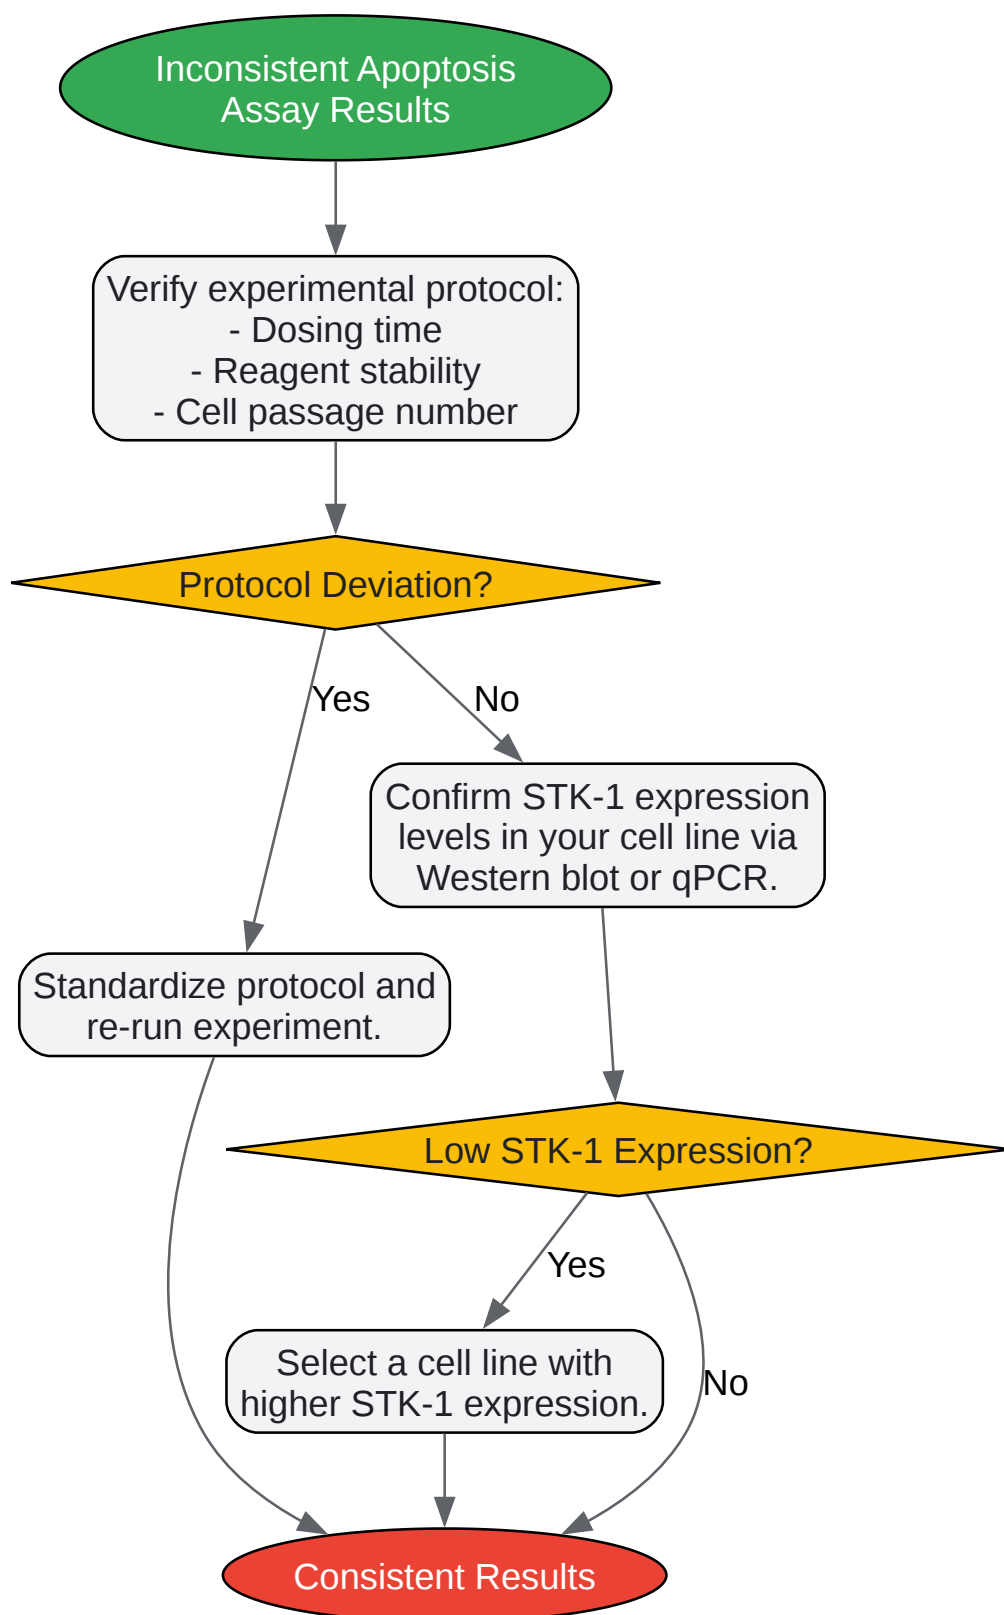 Inconsistent Apoptosis
Assay Results
Verify experimental protocol:
- Dosing time
- Reagent stability
- Cell passage number
Protocol Deviation?
Yes
No
Confirm STK-1 expression
levels in your cell line via
Western blot or qPCR.
Standardize protocol and
re-run experiment.
Low STK-1 Expression?
Yes
Select a cell line with
higher STK-1 expression.
No
Consistent Results